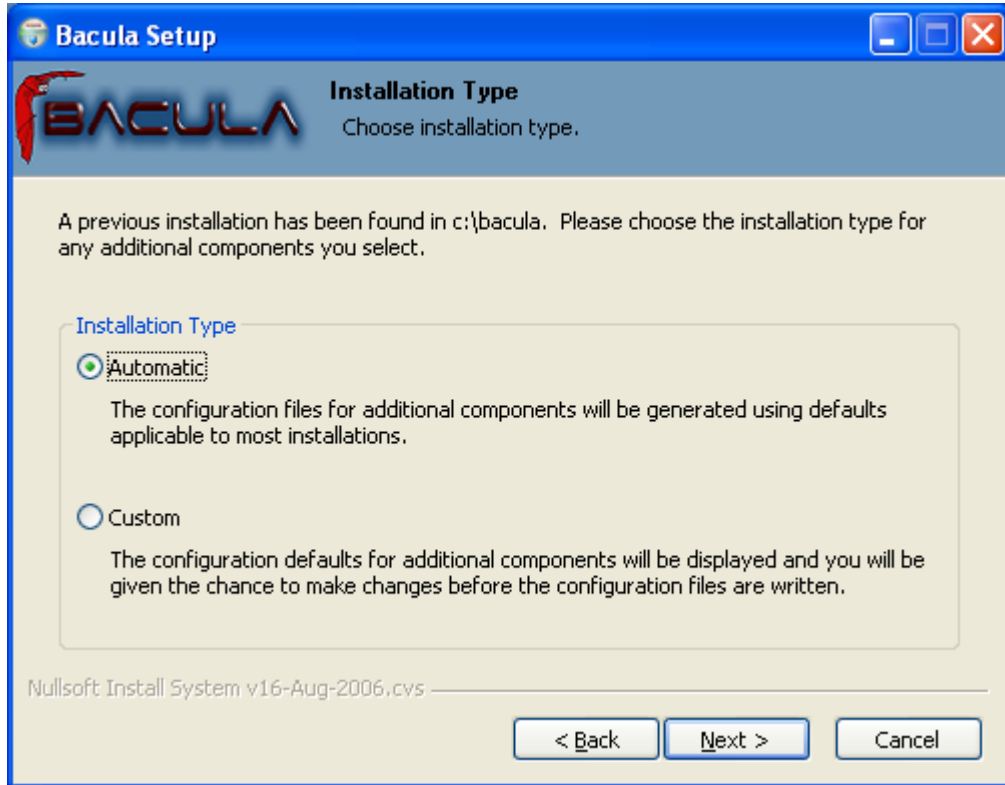 Bacula Setup
BACULA
Installation Type
Choose installation type.
A previous installation has been found in c:\bacula.  Please choose the installation type for
any additional components you select.
Installation Type
Automatic
The configuration files for additional components will be generated using defaults
applicable to most installations.
Custom
The configuration defaults for additional components will be displayed and you will be
given the chance to make changes before the configuration files are written.
Nullsoft Install System v16-Aug-2006.cvs
< Back
Next >
Cancel